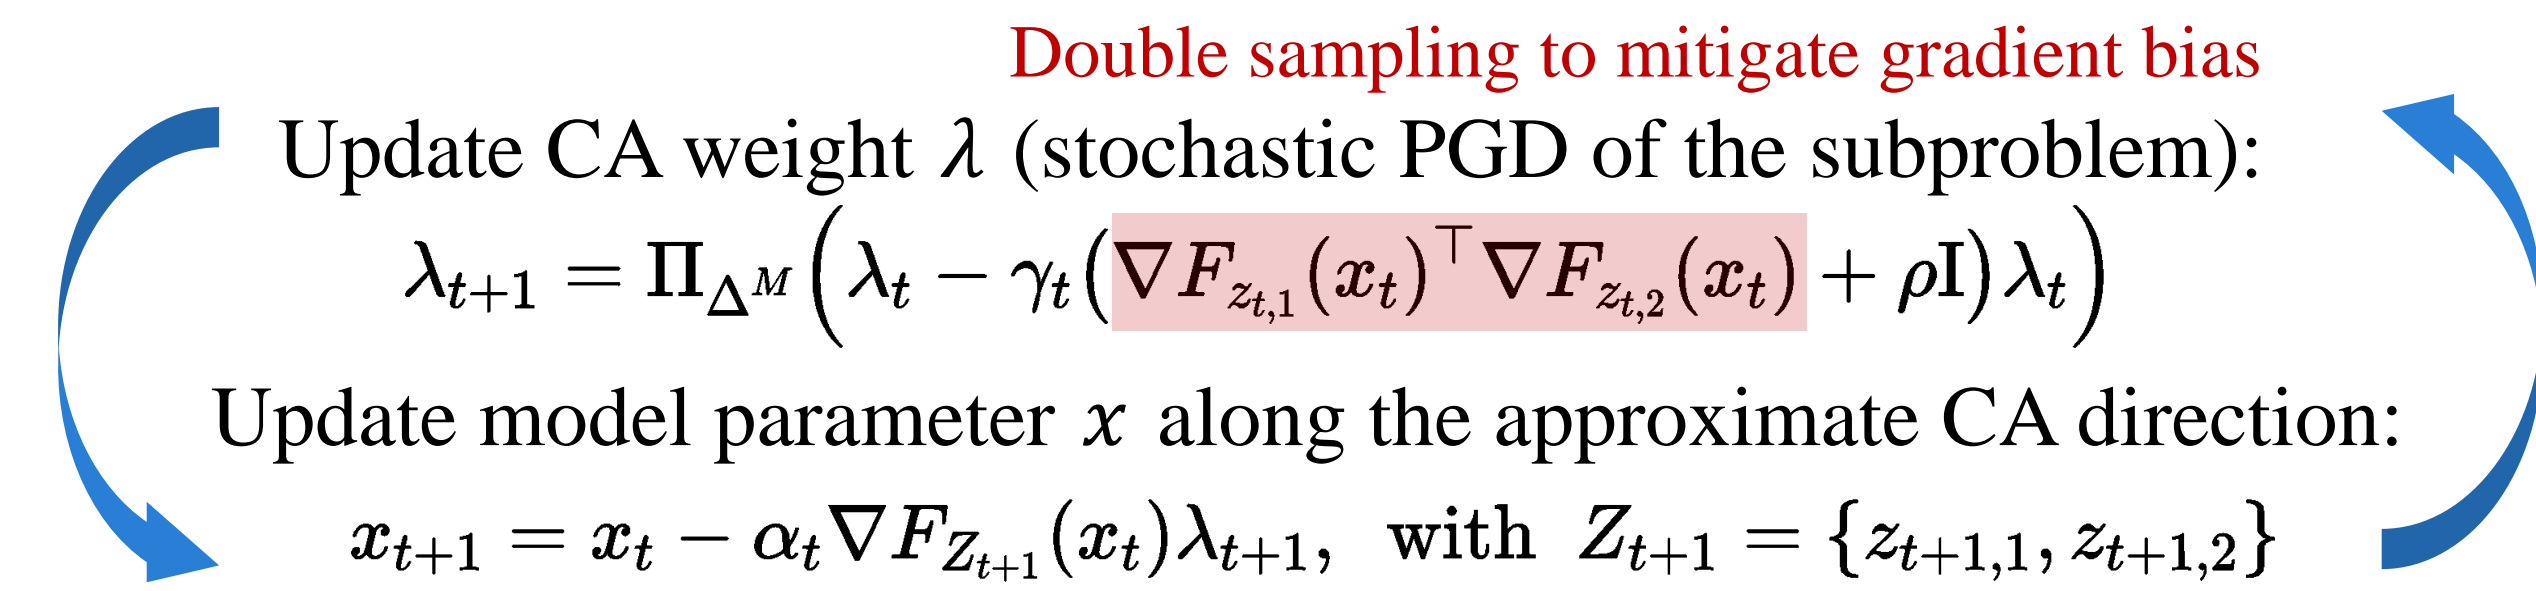 Double sampling to mitigate gradient bias
Update CA weight λ (stochastic PGD of the subproblem):
λ_{t+1} = Π_{Δ^M}(λ_t − γ_t(∇F_{z_{t,1}}(x_t)^⊤∇F_{z_{t,2}}(x_t) + ρI)λ_t)
Update model parameter x along the approximate CA direction:
x_{t+1} = x_t − α_t∇F_{Z_{t+1}}(x_t)λ_{t+1}, with Z_{t+1} = {z_{t+1,1}, z_{t+1,2}}